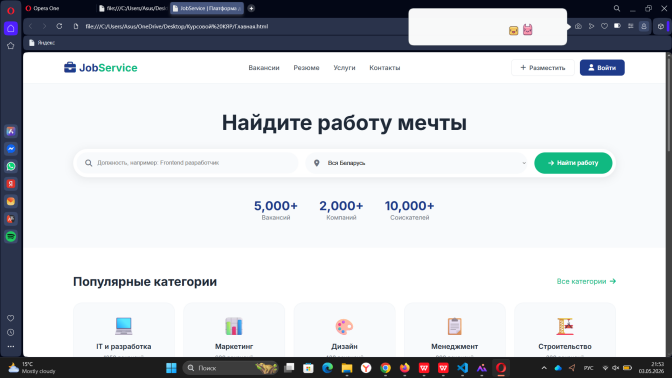 Opera One
file:///C:/Users/Asus/Desk
JobService | Платформа
file:///C:/Users/Asus/OneDrive/Desktop/Курсовой%20КЯР/Главная.html
Яндекс
JobService
Вакансии
Резюме
Услуги
Контакты
+ Разместить
Войти
Найдите работу мечты
Должность, например: Frontend разработчик
Вся Беларусь
Найти работу
5,000+
2,000+
10,000+
Вакансий
Компаний
Соискателей
Популярные категории
Все категории
IT и разработка
Маркетинг
Дизайн
Менеджмент
Строительство
15°C
Mostly cloudy
Поиск
РУС
21:53
03.05.2026